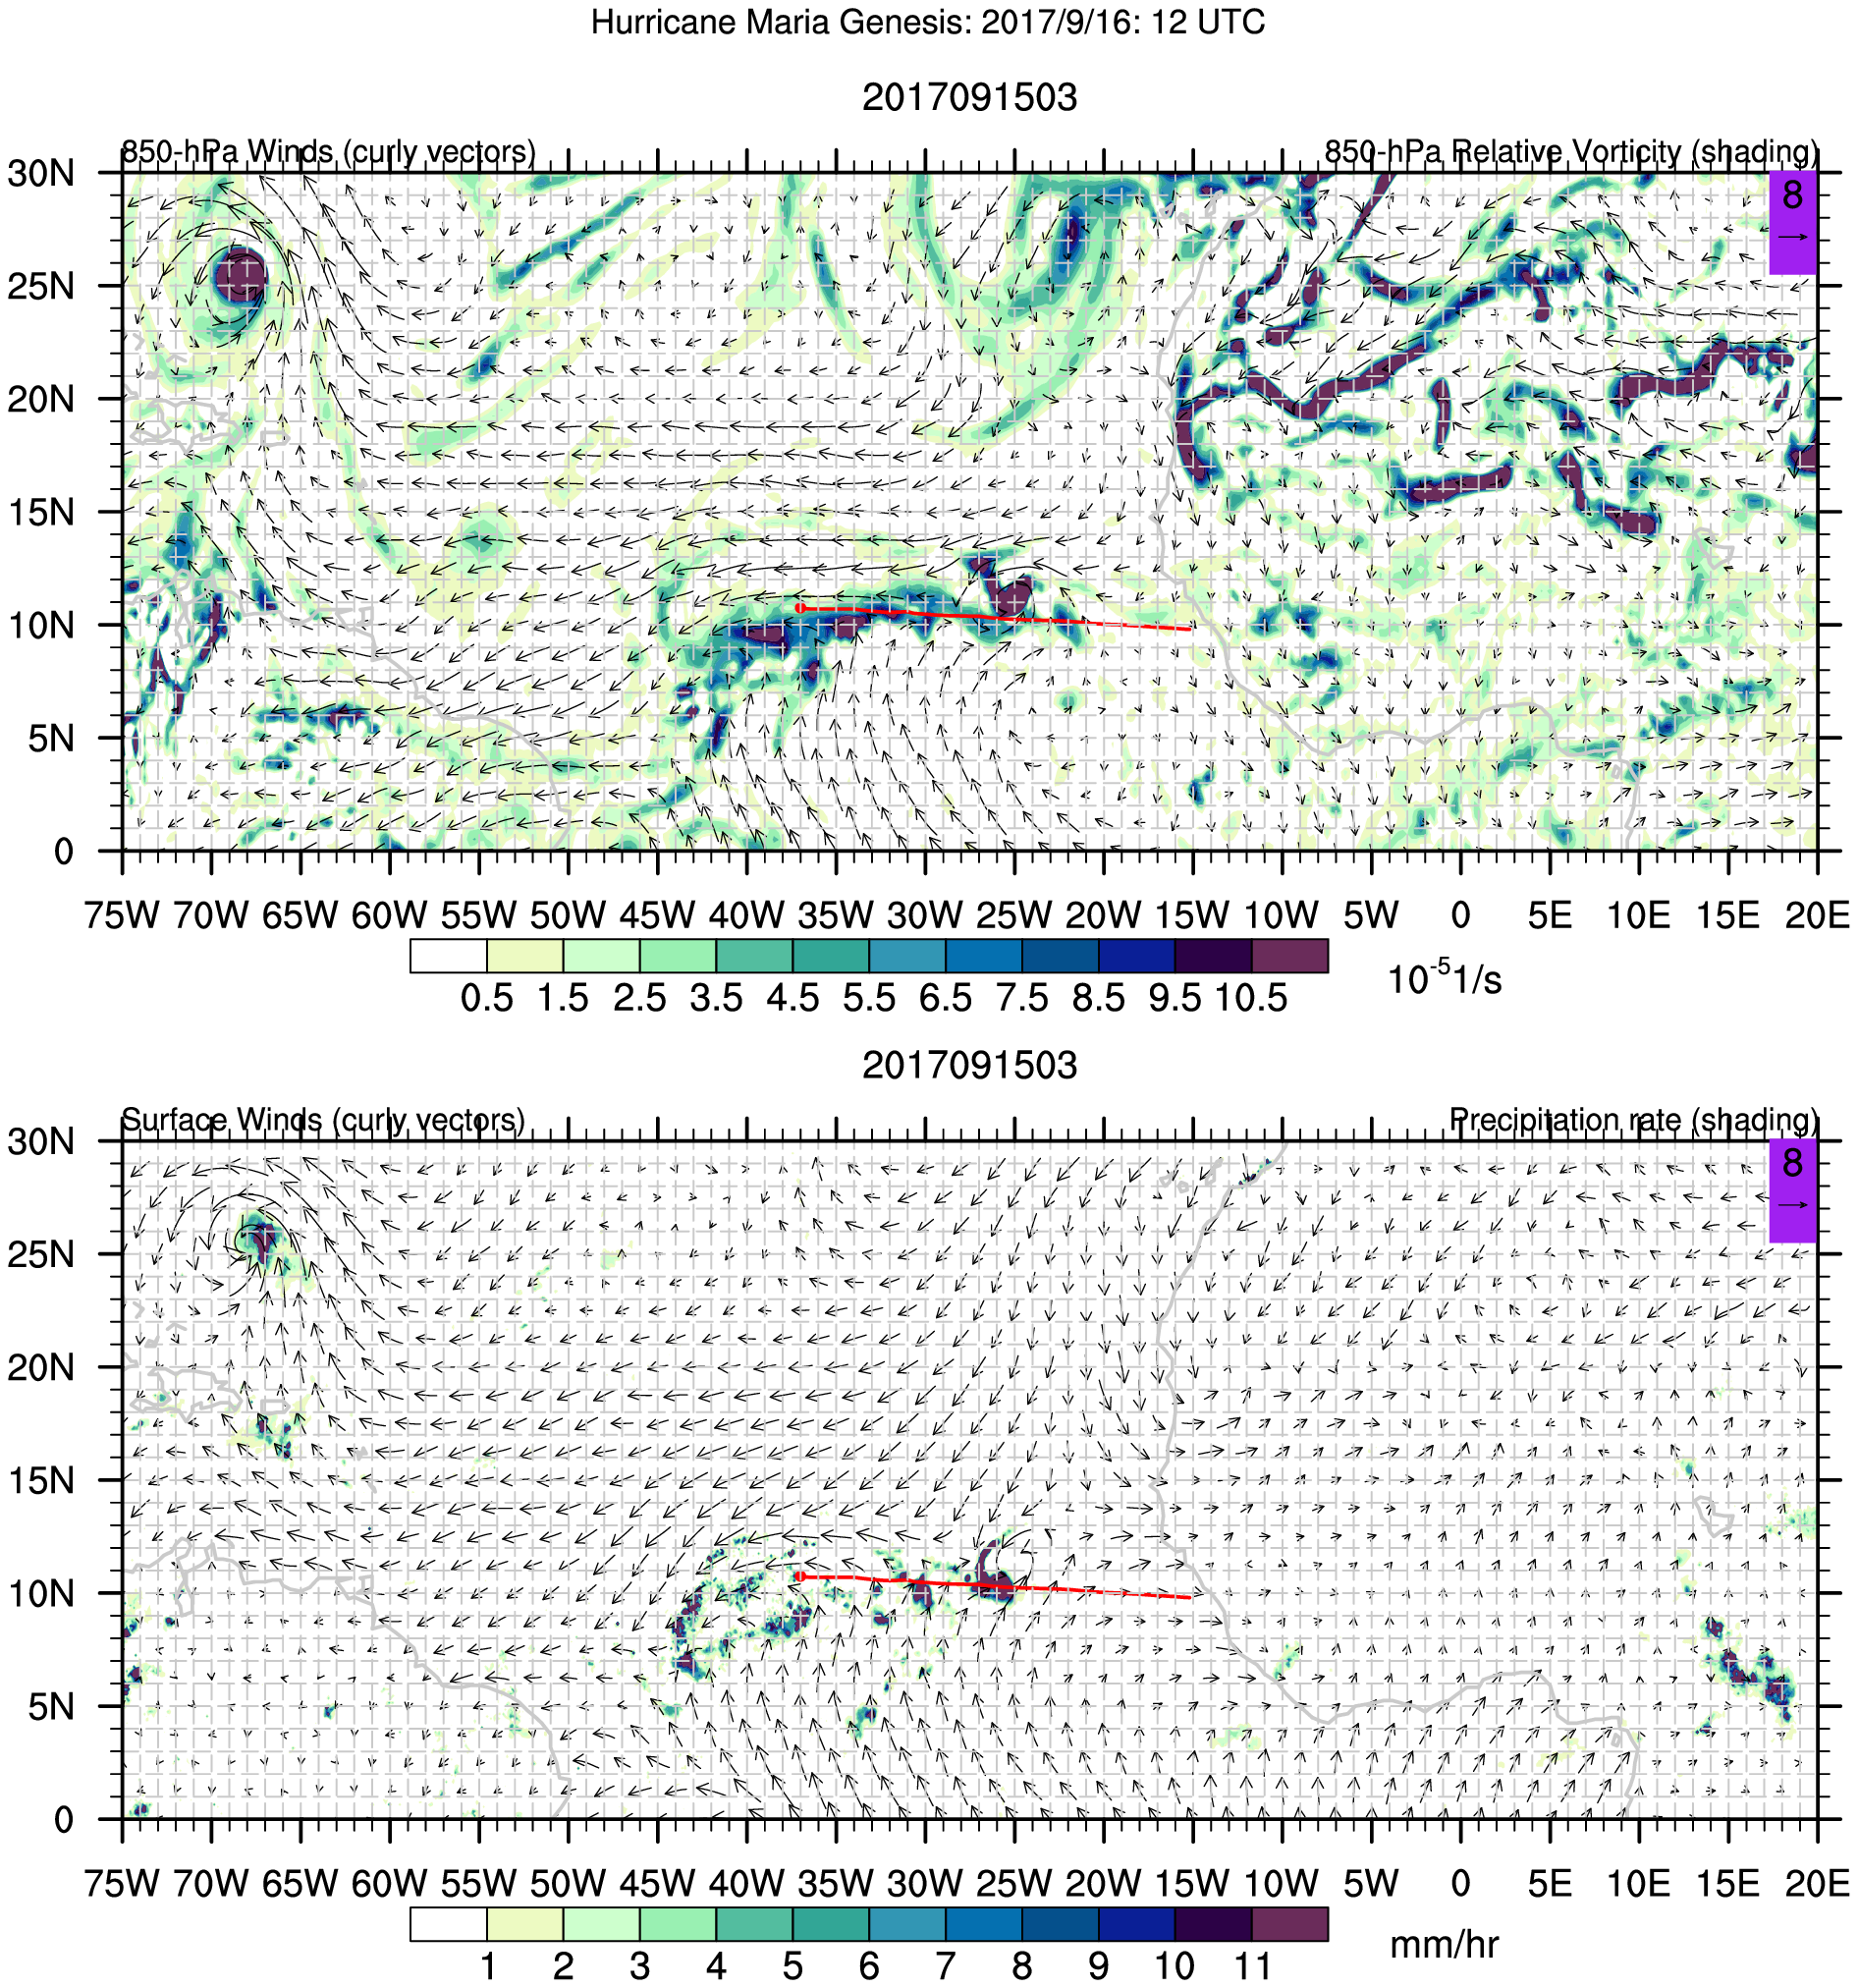 Hurricane Maria Genesis: 2017/9/16: 12 UTC
2017091503
850-hPa Winds (curly vectors) 850-hPa Relative Vorticity (shading)
30N
8
25N
20N
15N
10N
5N
0
75W 70W 65W 60W 55W 50W 45W 40W 35W 30W 25W 20W 15W 10W 5W 0 5E 10E 15E 20E
0.5 1.5 2.5 3.5 4.5 5.5 6.5 7.5 8.5 9.5 10.5
10⁻⁵1/s
2017091503
Surface Winds (curly vectors) Precipitation rate (shading)
30N
8
25N
20N
15N
10N
5N
0
75W 70W 65W 60W 55W 50W 45W 40W 35W 30W 25W 20W 15W 10W 5W 0 5E 10E 15E 20E
1 2 3 4 5 6 7 8 9 10 11
mm/hr